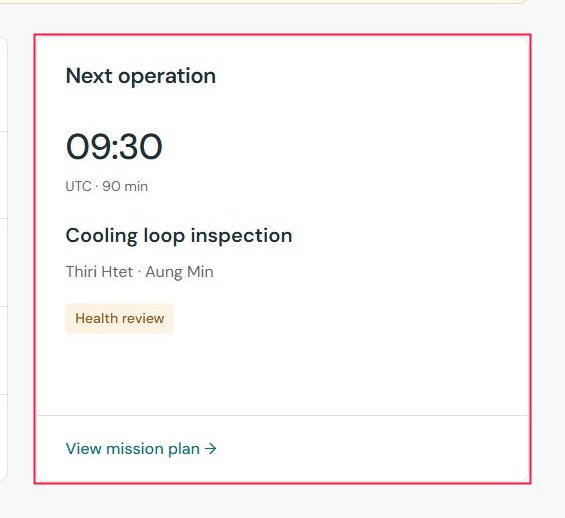 Next operation
09:30
UTC · 90 min
Cooling loop inspection
Thiri Htet · Aung Min
Health review
View mission plan →